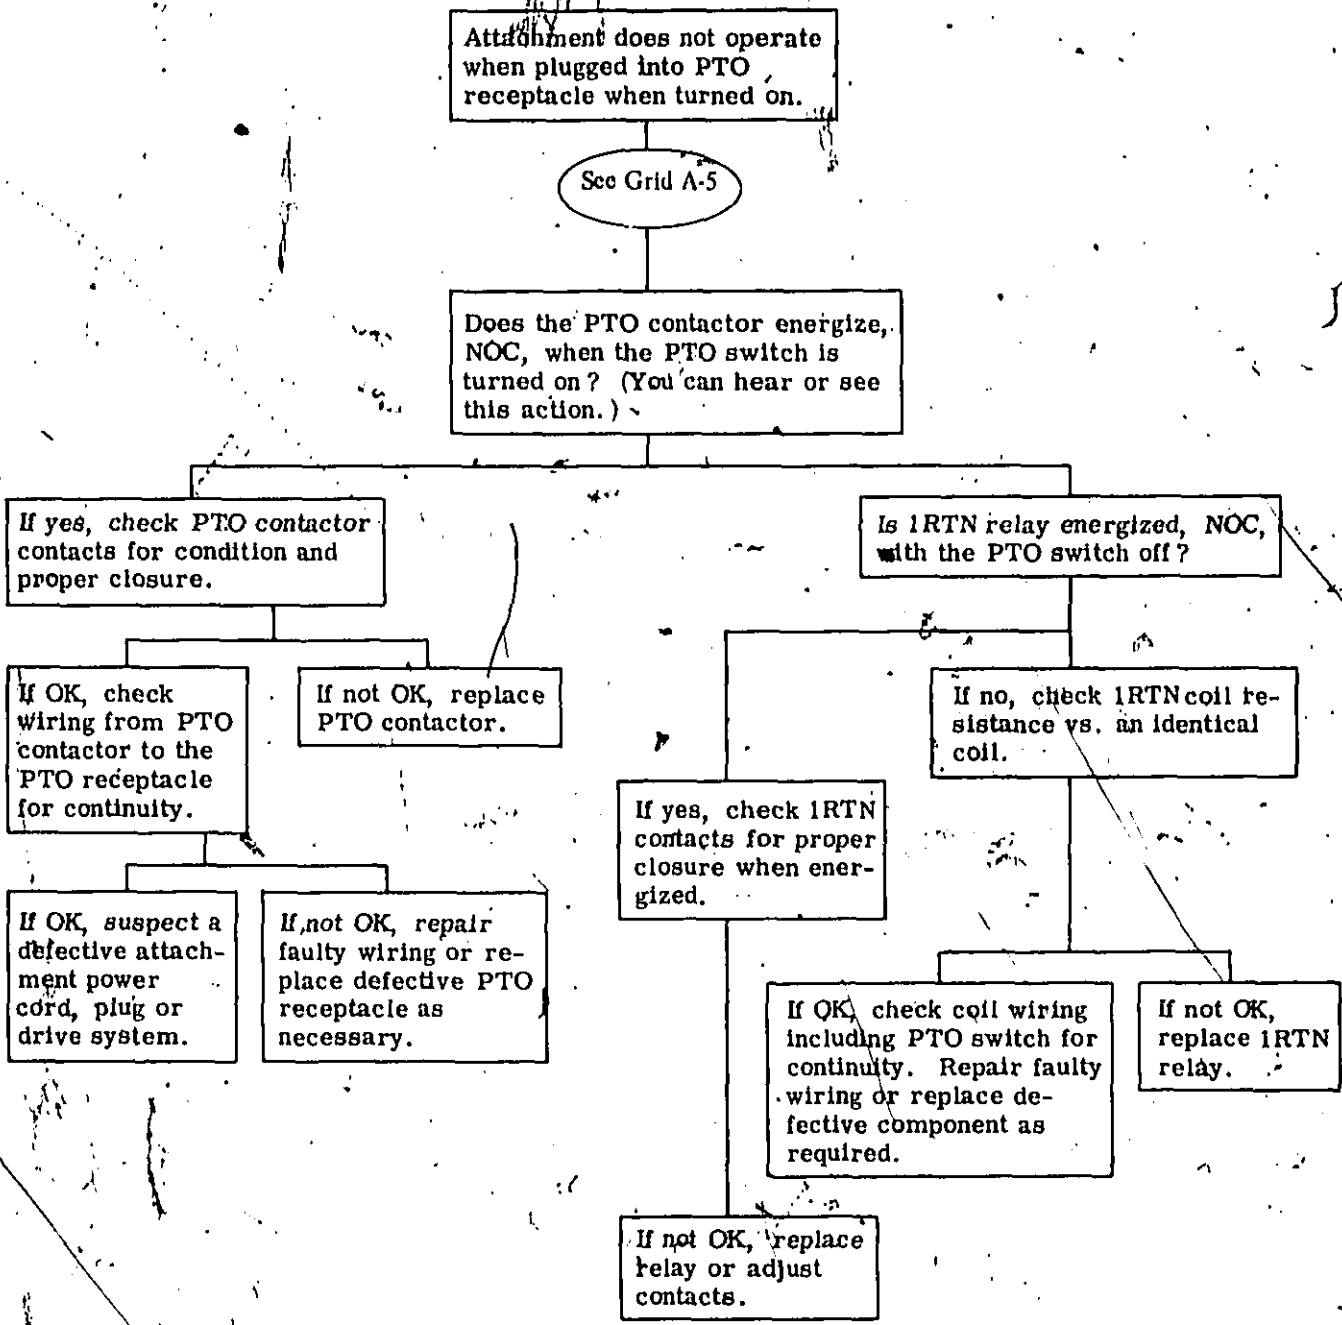 Attachment does not operate
when plugged into PTO
receptacle when turned on.
See Grid A-5
Does the PTO contactor energize,
NOC, when the PTO switch is
turned on? (You can hear or see
this action.)
If yes, check PTO contactor
contacts for condition and
proper closure.
Is 1RTN relay energized, NOC,
with the PTO switch off?
If OK, check
wiring from PTO
contactor to the
PTO receptacle
for continuity.
If not OK, replace
PTO contactor.
If no, check 1RTN coil re-
sistance vs. an identical
coil.
If yes, check 1RTN
contacts for proper
closure when ener-
gized.
If OK, suspect a
defective attach-
ment power
cord, plug or
drive system.
If not OK, repair
faulty wiring or re-
place defective PTO
receptacle as
necessary.
If OK, check coil wiring
including PTO switch for
continuity. Repair faulty
wiring or replace de-
fective component as
required.
If not OK,
replace 1RTN
relay.
If not OK, replace
relay or adjust
contacts.